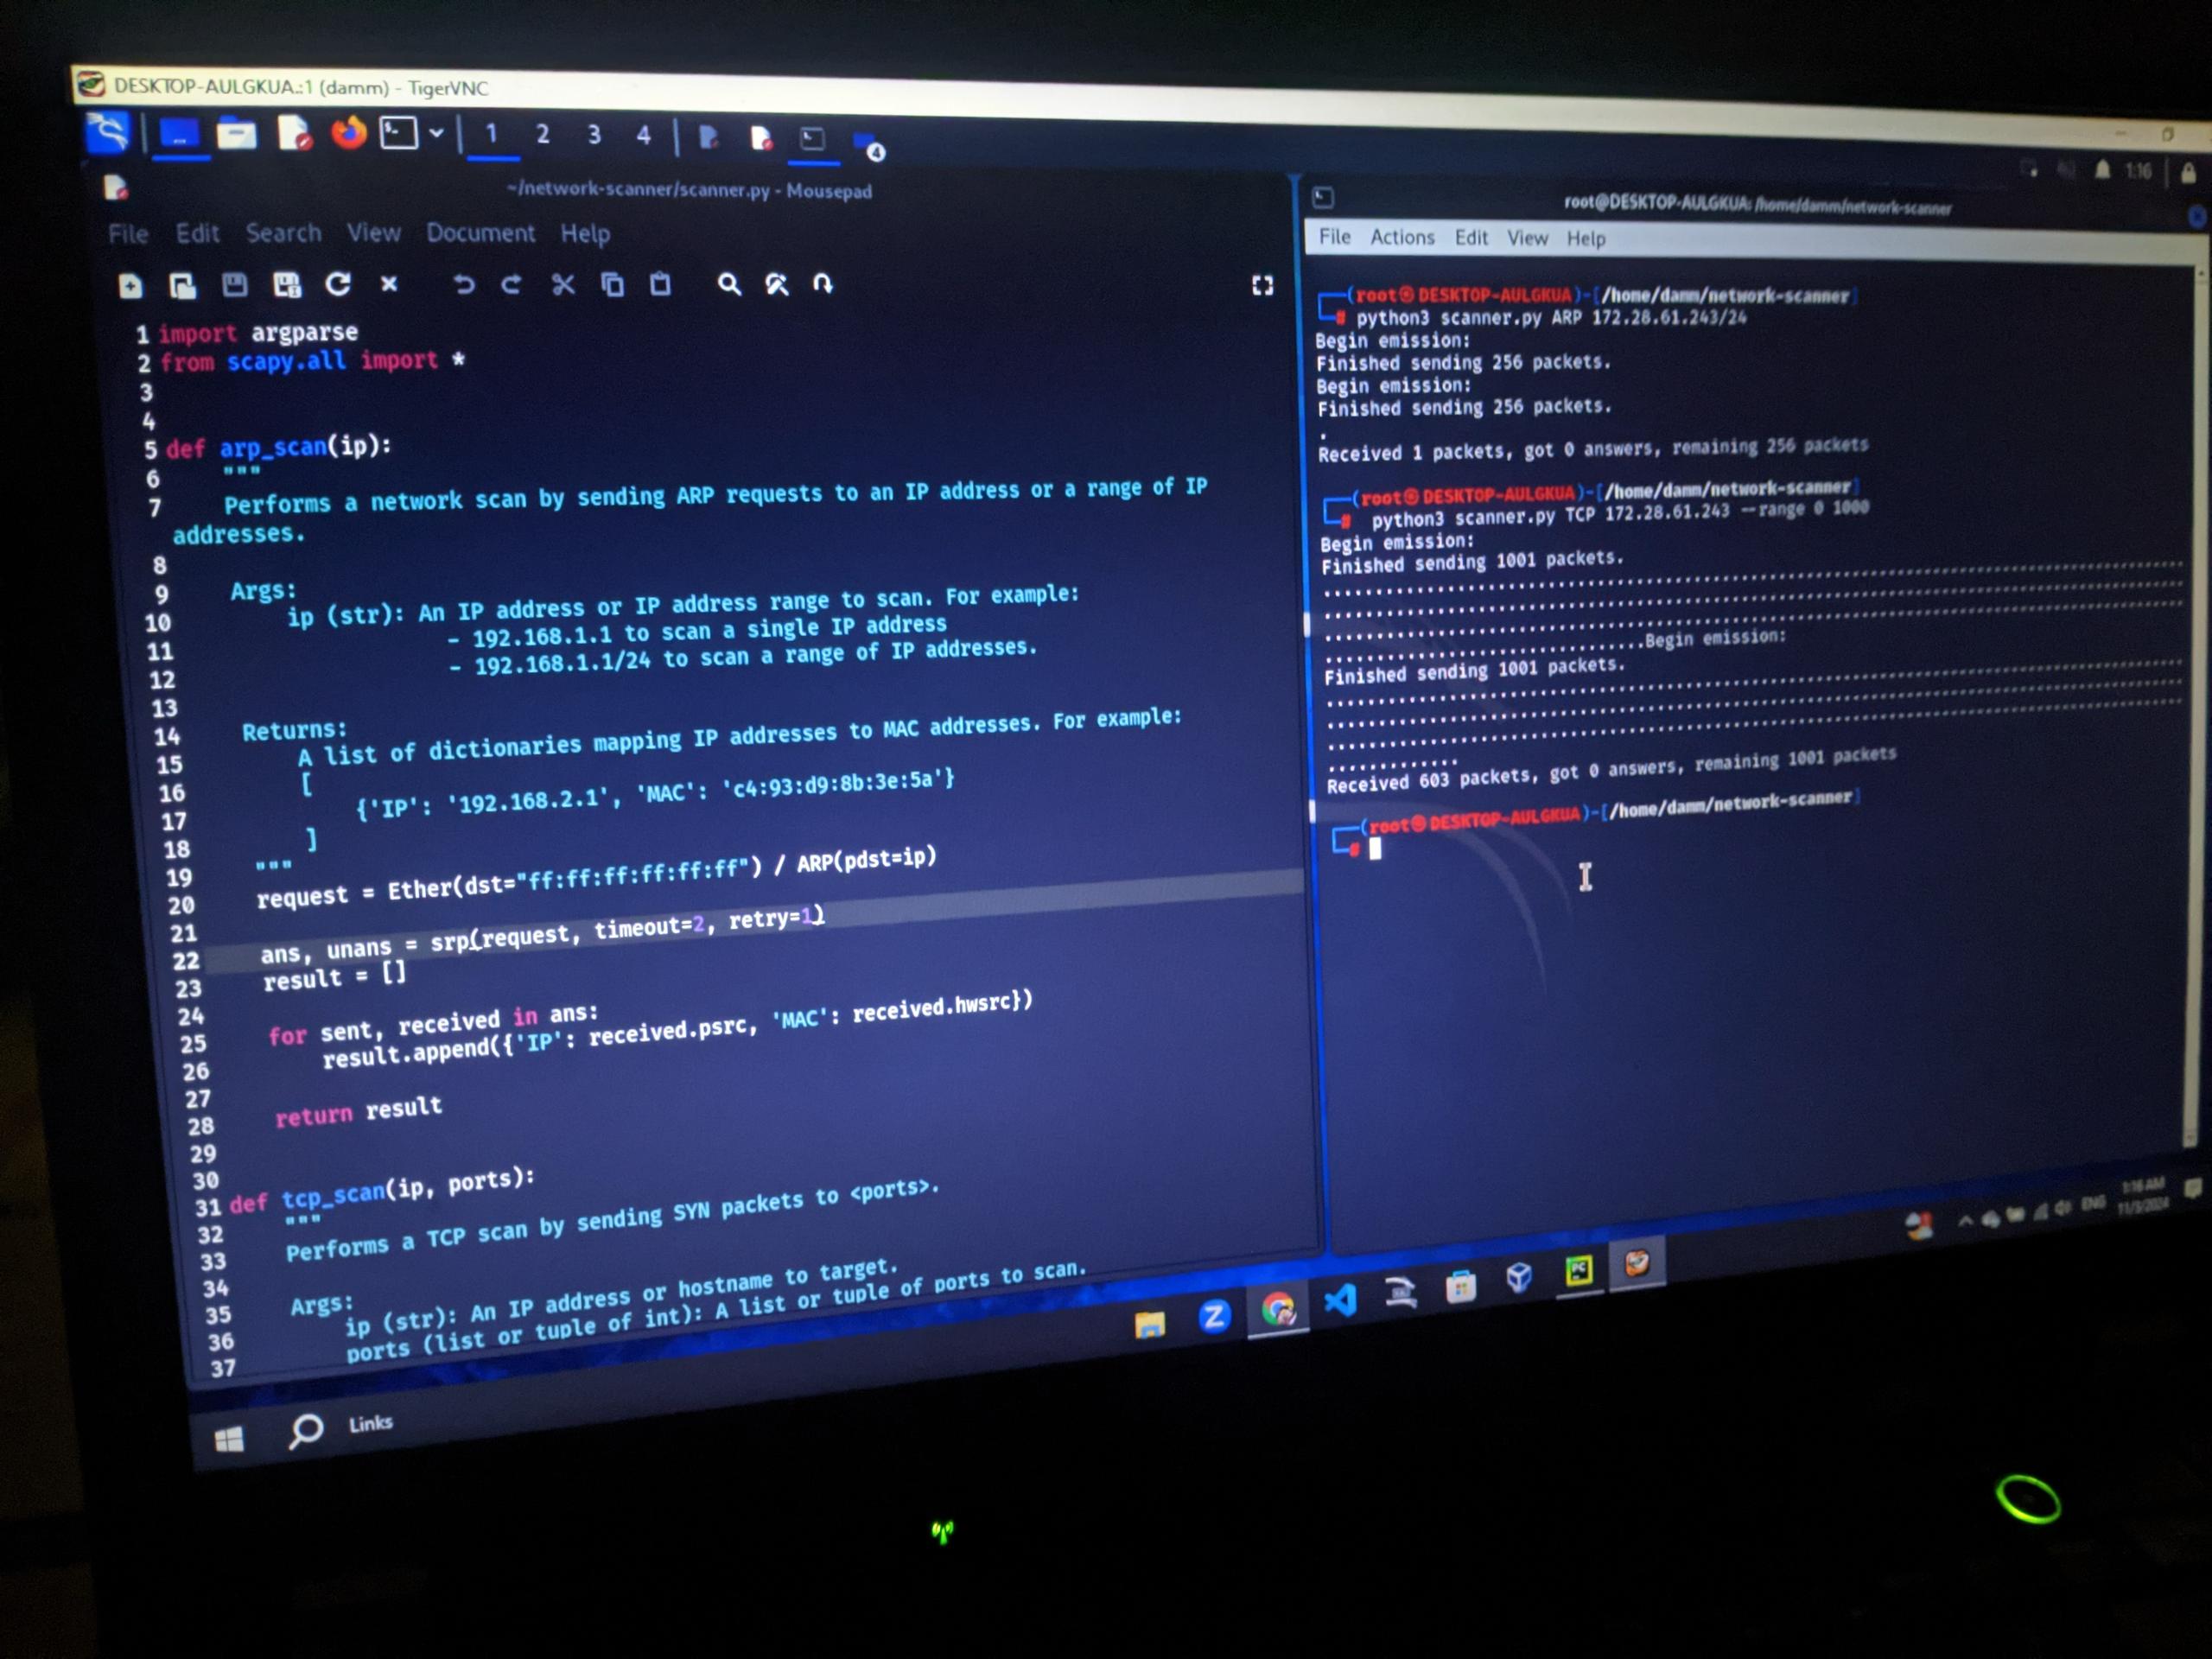 DESKTOP-AULGKUA.:1 (damm) - TigerVNC
1 2 3 4
4
1:16
~/network-scanner/scanner.py - Mousepad
File Edit Search View Document Help
1 import argparse
2 from scapy.all import *
3
4
5 def arp_scan(ip):
6 """
7 Performs a network scan by sending ARP requests to an IP address or a range of IP
addresses.
8
9 Args:
10 ip (str): An IP address or IP address range to scan. For example:
11 - 192.168.1.1 to scan a single IP address
12 - 192.168.1.1/24 to scan a range of IP addresses.
13
14 Returns:
15 A list of dictionaries mapping IP addresses to MAC addresses. For example:
16 [
17 {'IP': '192.168.2.1', 'MAC': 'c4:93:d9:8b:3e:5a'}
18 ]
19 """
20 request = Ether(dst="ff:ff:ff:ff:ff:ff") / ARP(pdst=ip)
21
22 ans, unans = srp(request, timeout=2, retry=1)
23 result = []
24
25 for sent, received in ans:
26 result.append({'IP': received.psrc, 'MAC': received.hwsrc})
27
28 return result
29
30
31 def tcp_scan(ip, ports):
32 """
33 Performs a TCP scan by sending SYN packets to <ports>.
34
35 Args:
36 ip (str): An IP address or hostname to target.
37 ports (list or tuple of int): A list or tuple of ports to scan.
root@DESKTOP-AULGKUA: /home/damm/network-scanner
File Actions Edit View Help
(root㉿DESKTOP-AULGKUA)-[/home/damm/network-scanner]
# python3 scanner.py ARP 172.28.61.243/24
Begin emission:
Finished sending 256 packets.
Begin emission:
Finished sending 256 packets.
.
Received 1 packets, got 0 answers, remaining 256 packets
(root㉿DESKTOP-AULGKUA)-[/home/damm/network-scanner]
# python3 scanner.py TCP 172.28.61.243 --range 0 1000
Begin emission:
Finished sending 1001 packets.
Begin emission:
Finished sending 1001 packets.
Received 603 packets, got 0 answers, remaining 1001 packets
(root㉿DESKTOP-AULGKUA)-[/home/damm/network-scanner]
#
Links
Z
PC
ENG
1:16 AM